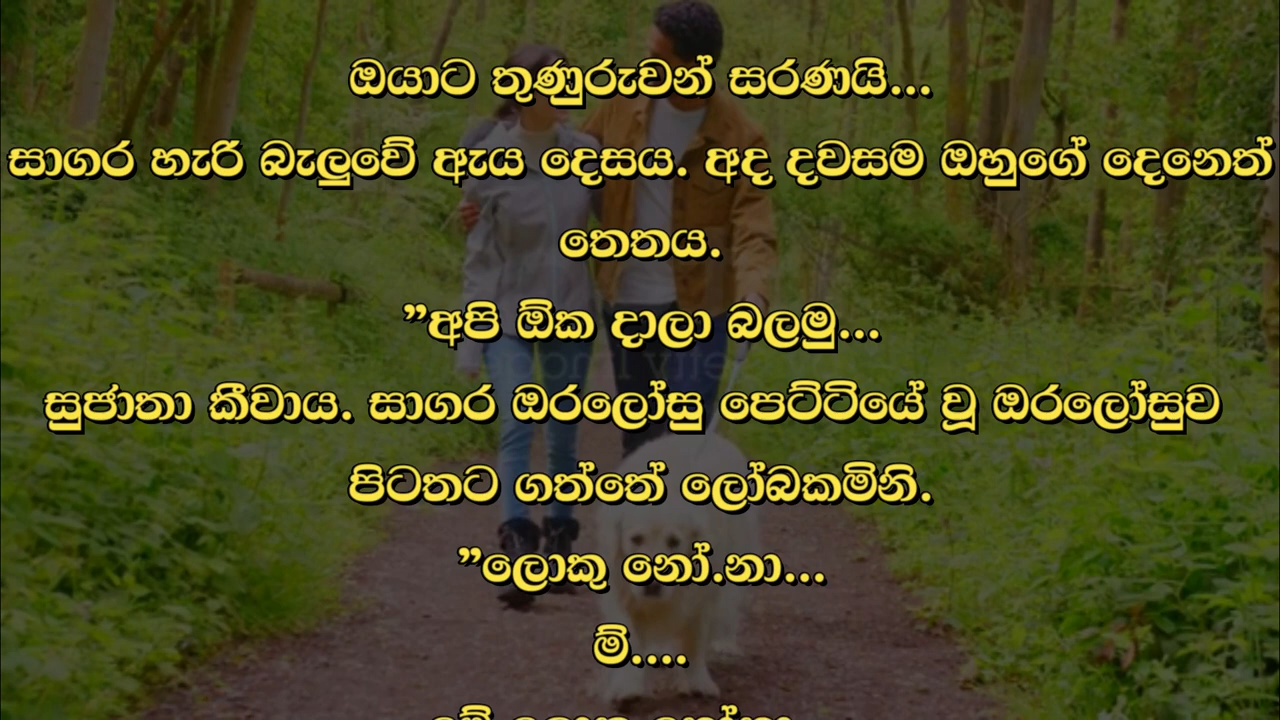 ඔයාට තුණුරුවන් සරණයි...
සාගර හැරි බැලුවේ ඇය දෙසය. අද දවසම ඔහුගේ දෙනෙත්
තෙතය.
”අපි ඕක දාලා බලමු...
සුජාතා කීවාය. සාගර ඔරලෝසු පෙට්ටියේ වූ ඔරලෝසුව
පිටතට ගත්තේ ලෝබකමිනි.
”ලොකු නෝ.නා...
ම්....